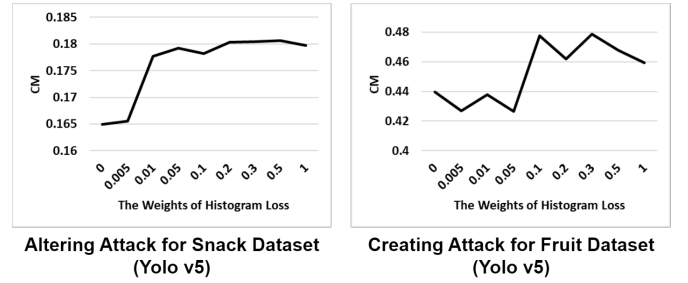 0.185
0.18
0.175
0.17
0.165
0.16
CM
0 0.005 0.01 0.05 0.1 0.2 0.3 0.5 1
The Weights of Histogram Loss
Altering Attack for Snack Dataset
(Yolo v5)
0.48
0.46
0.44
0.42
0.4
CM
0 0.005 0.01 0.05 0.1 0.2 0.3 0.5 1
The Weights of Histogram Loss
Creating Attack for Fruit Dataset
(Yolo v5)